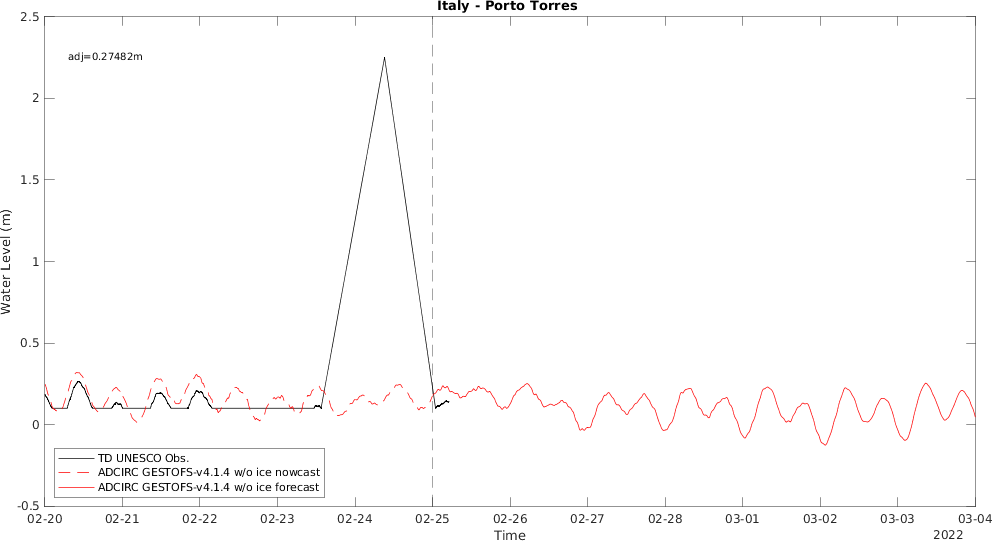 Italy - Porto Torres
2.5
adj=0.27482m
2
1.5
1
0.5
0
-0.5
Water Level (m)
TD UNESCO Obs.
ADCIRC GESTOFS-v4.1.4 w/o ice nowcast
ADCIRC GESTOFS-v4.1.4 w/o ice forecast
02-20 02-21 02-22 02-23 02-24 02-25 02-26 02-27 02-28 03-01 03-02 03-03 03-04
Time
2022